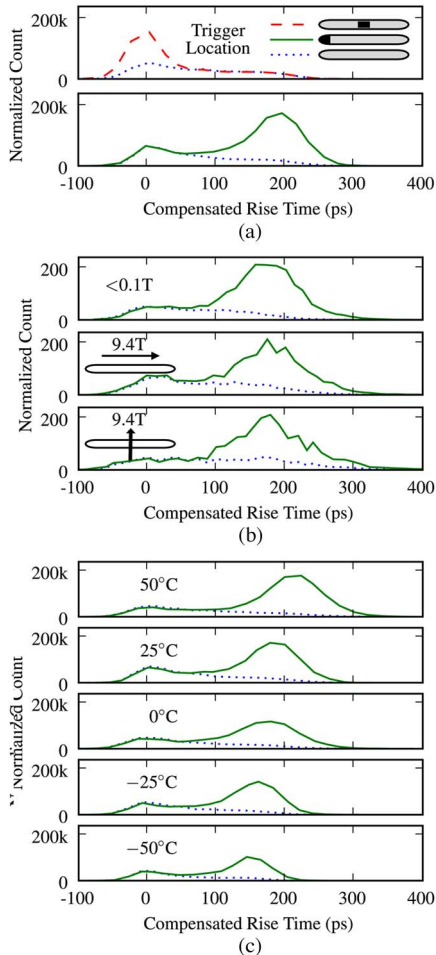 Trigger
Location
200k
0
Normalized Count
200k
0
-100 0 100 200 300 400
Compensated Rise Time (ps)
(a)
200
<0.1T
0
Normalized Count
200
9.4T
0
200
9.4T
0
-100 0 100 200 300 400
Compensated Rise Time (ps)
(b)
200k
50°C
0
200k
25°C
0
Normalized Count
200k
0°C
0
200k
−25°C
0
200k
−50°C
0
-100 0 100 200 300 400
Compensated Rise Time (ps)
(c)